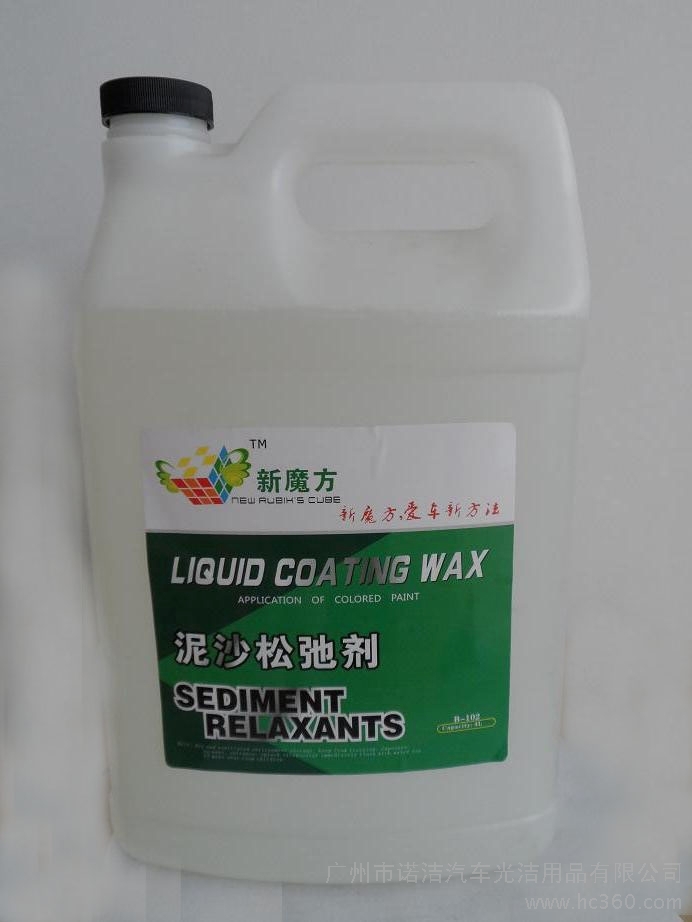 TM
新魔方
NEW RUBIK'S CUBE
新魔方,爱车新方法
LIQUID COATING WAX
APPLICATION OF COLORED PAINT
泥沙松弛剂
SEDIMENT
RELAXANTS
B-102
Capacity: 4L
广州市诺洁汽车光洁用品有限公司
www.hc360.com